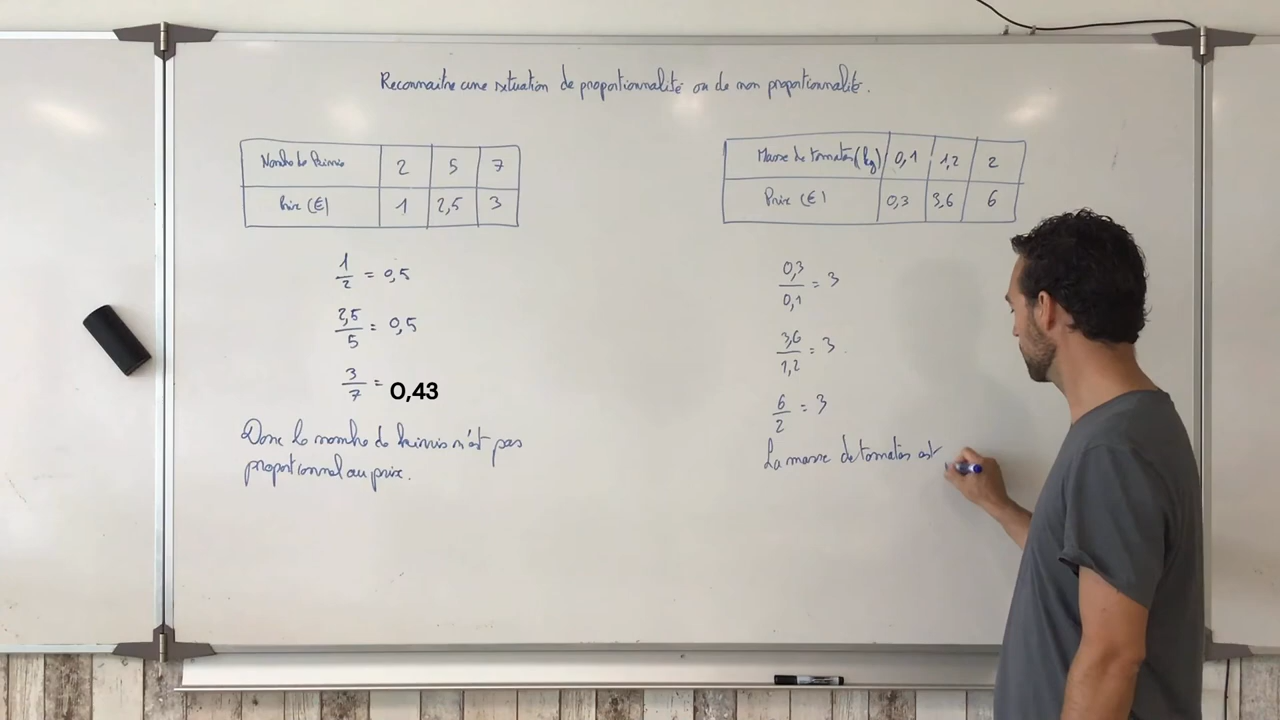 Reconnaitre une situation de proportionnalité ou de non proportionnalité.
Nombre de kiwis 2 5 7
Prix (€) 1 2,5 3
1/2 = 0,5
2,5/5 = 0,5
3/7 = 0,43
Donc le nombre de kiwis n'est pas
proportionnel au prix.
Masse de tomates (kg) 0,1 1,2 2
Prix (€) 0,3 3,6 6
0,3/0,1 = 3
3,6/1,2 = 3
6/2 = 3
La masse de tomates est